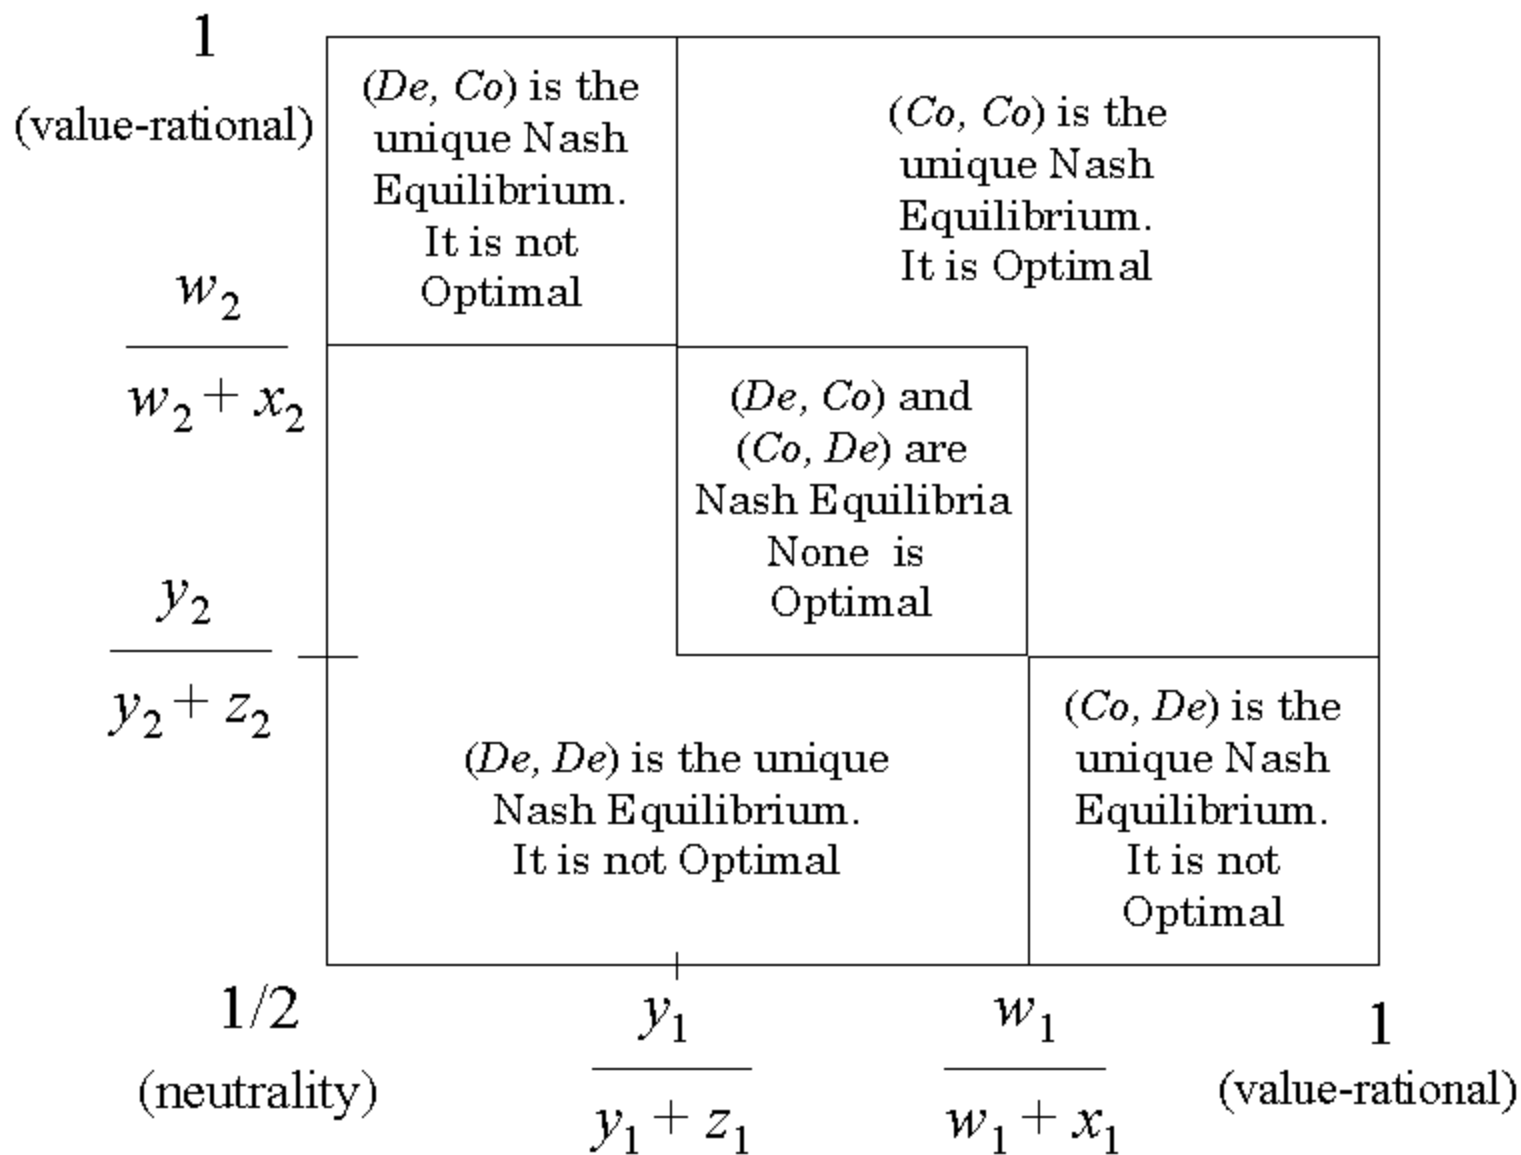 1
(value-rational)
(De, Co) is the
unique Nash
Equilibrium.
It is not
Optimal
(Co, Co) is the
unique Nash
Equilibrium.
It is Optimal
w2
w2 + x2
(De, Co) and
(Co, De) are
Nash Equilibria
None is
Optimal
y2
y2 + z2
(De, De) is the unique
Nash Equilibrium.
It is not Optimal
(Co, De) is the
unique Nash
Equilibrium.
It is not
Optimal
1/2
(neutrality)
y1
y1 + z1
w1
w1 + x1
1
(value-rational)